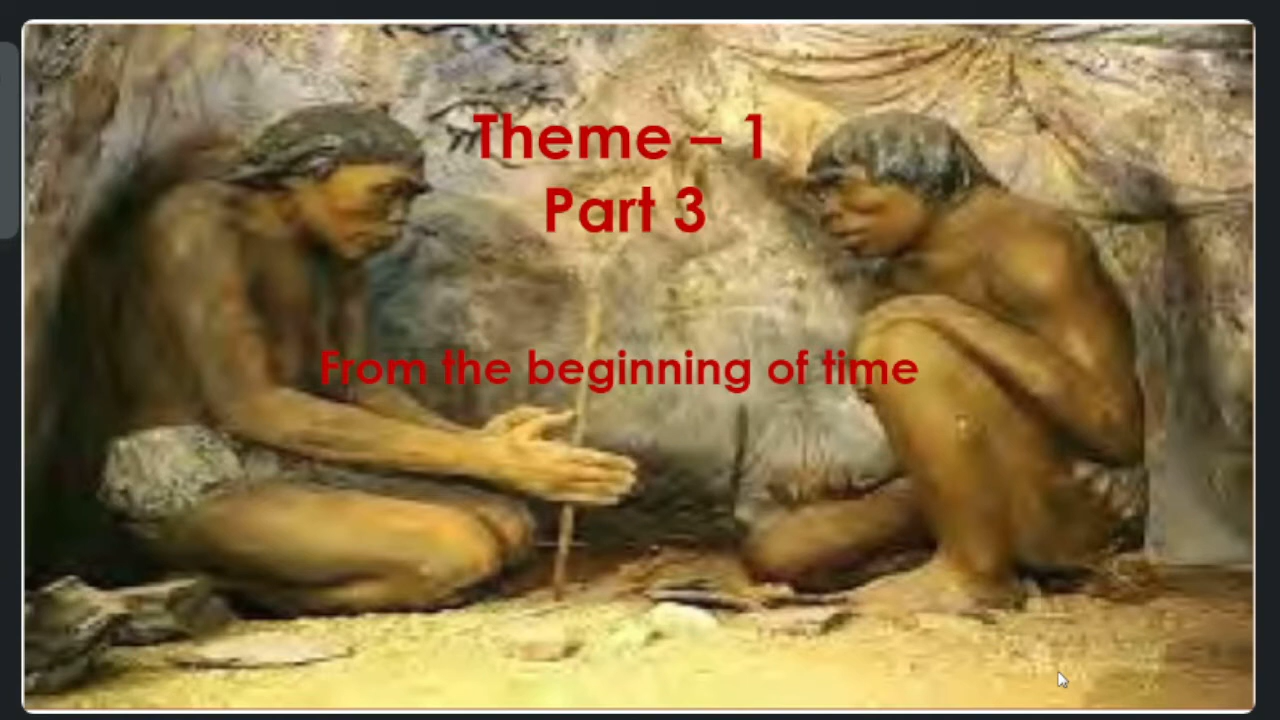 Theme – 1
Part 3
From the beginning of time